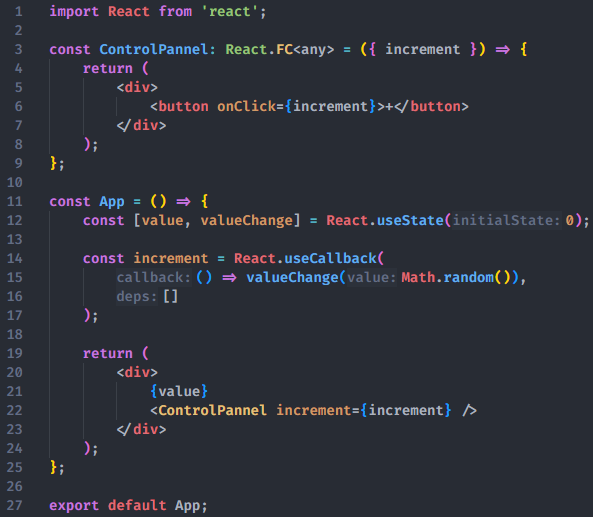 1 import React from 'react';
2
3 const ControlPannel: React.FC<any> = ({ increment }) => {
4     return (
5         <div>
6             <button onClick={increment}>+</button>
7         </div>
8     );
9 };
10
11 const App = () => {
12     const [value, valueChange] = React.useState(initialState: 0);
13
14     const increment = React.useCallback(
15         callback: () => valueChange(value: Math.random()),
16         deps: []
17     );
18
19     return (
20         <div>
21             {value}
22             <ControlPannel increment={increment} />
23         </div>
24     );
25 };
26
27 export default App;